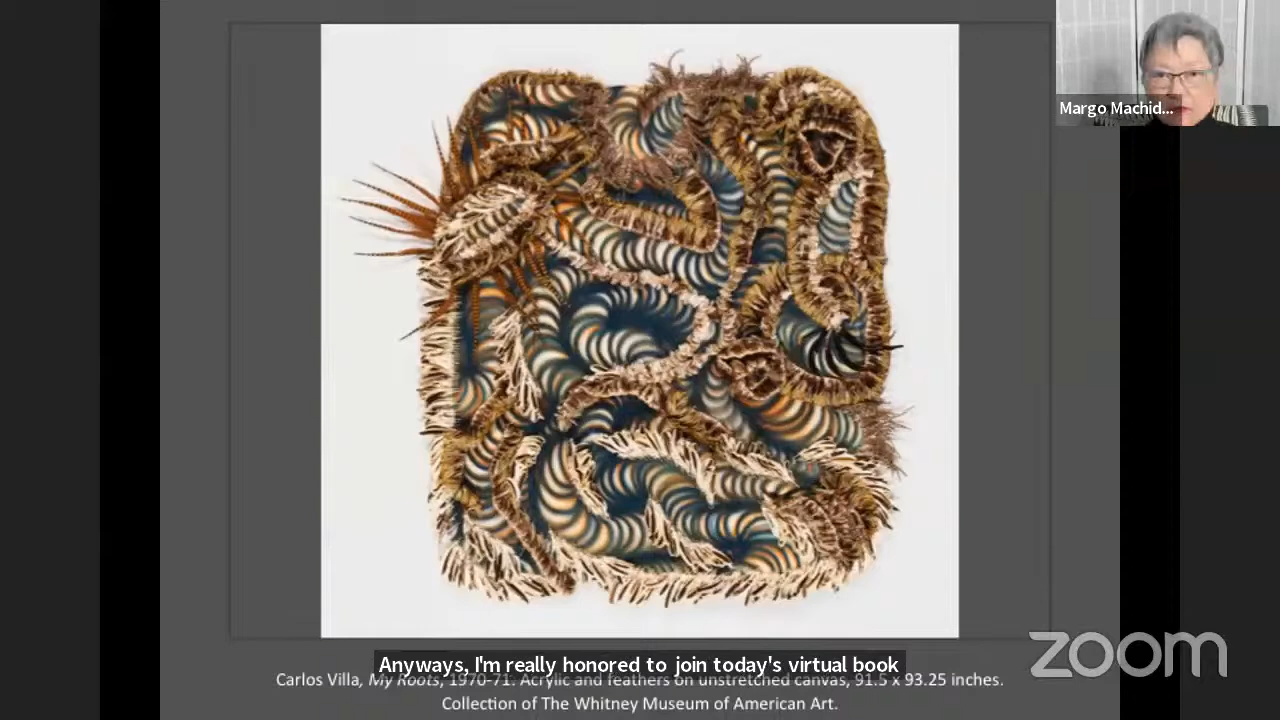 Margo Machid...
Anyways, I'm really honored to join today's virtual book
Carlos Villa, My Roots, 1970-71. Acrylic and feathers on unstretched canvas, 91.5 x 93.25 inches.
Collection of The Whitney Museum of American Art.
zoom